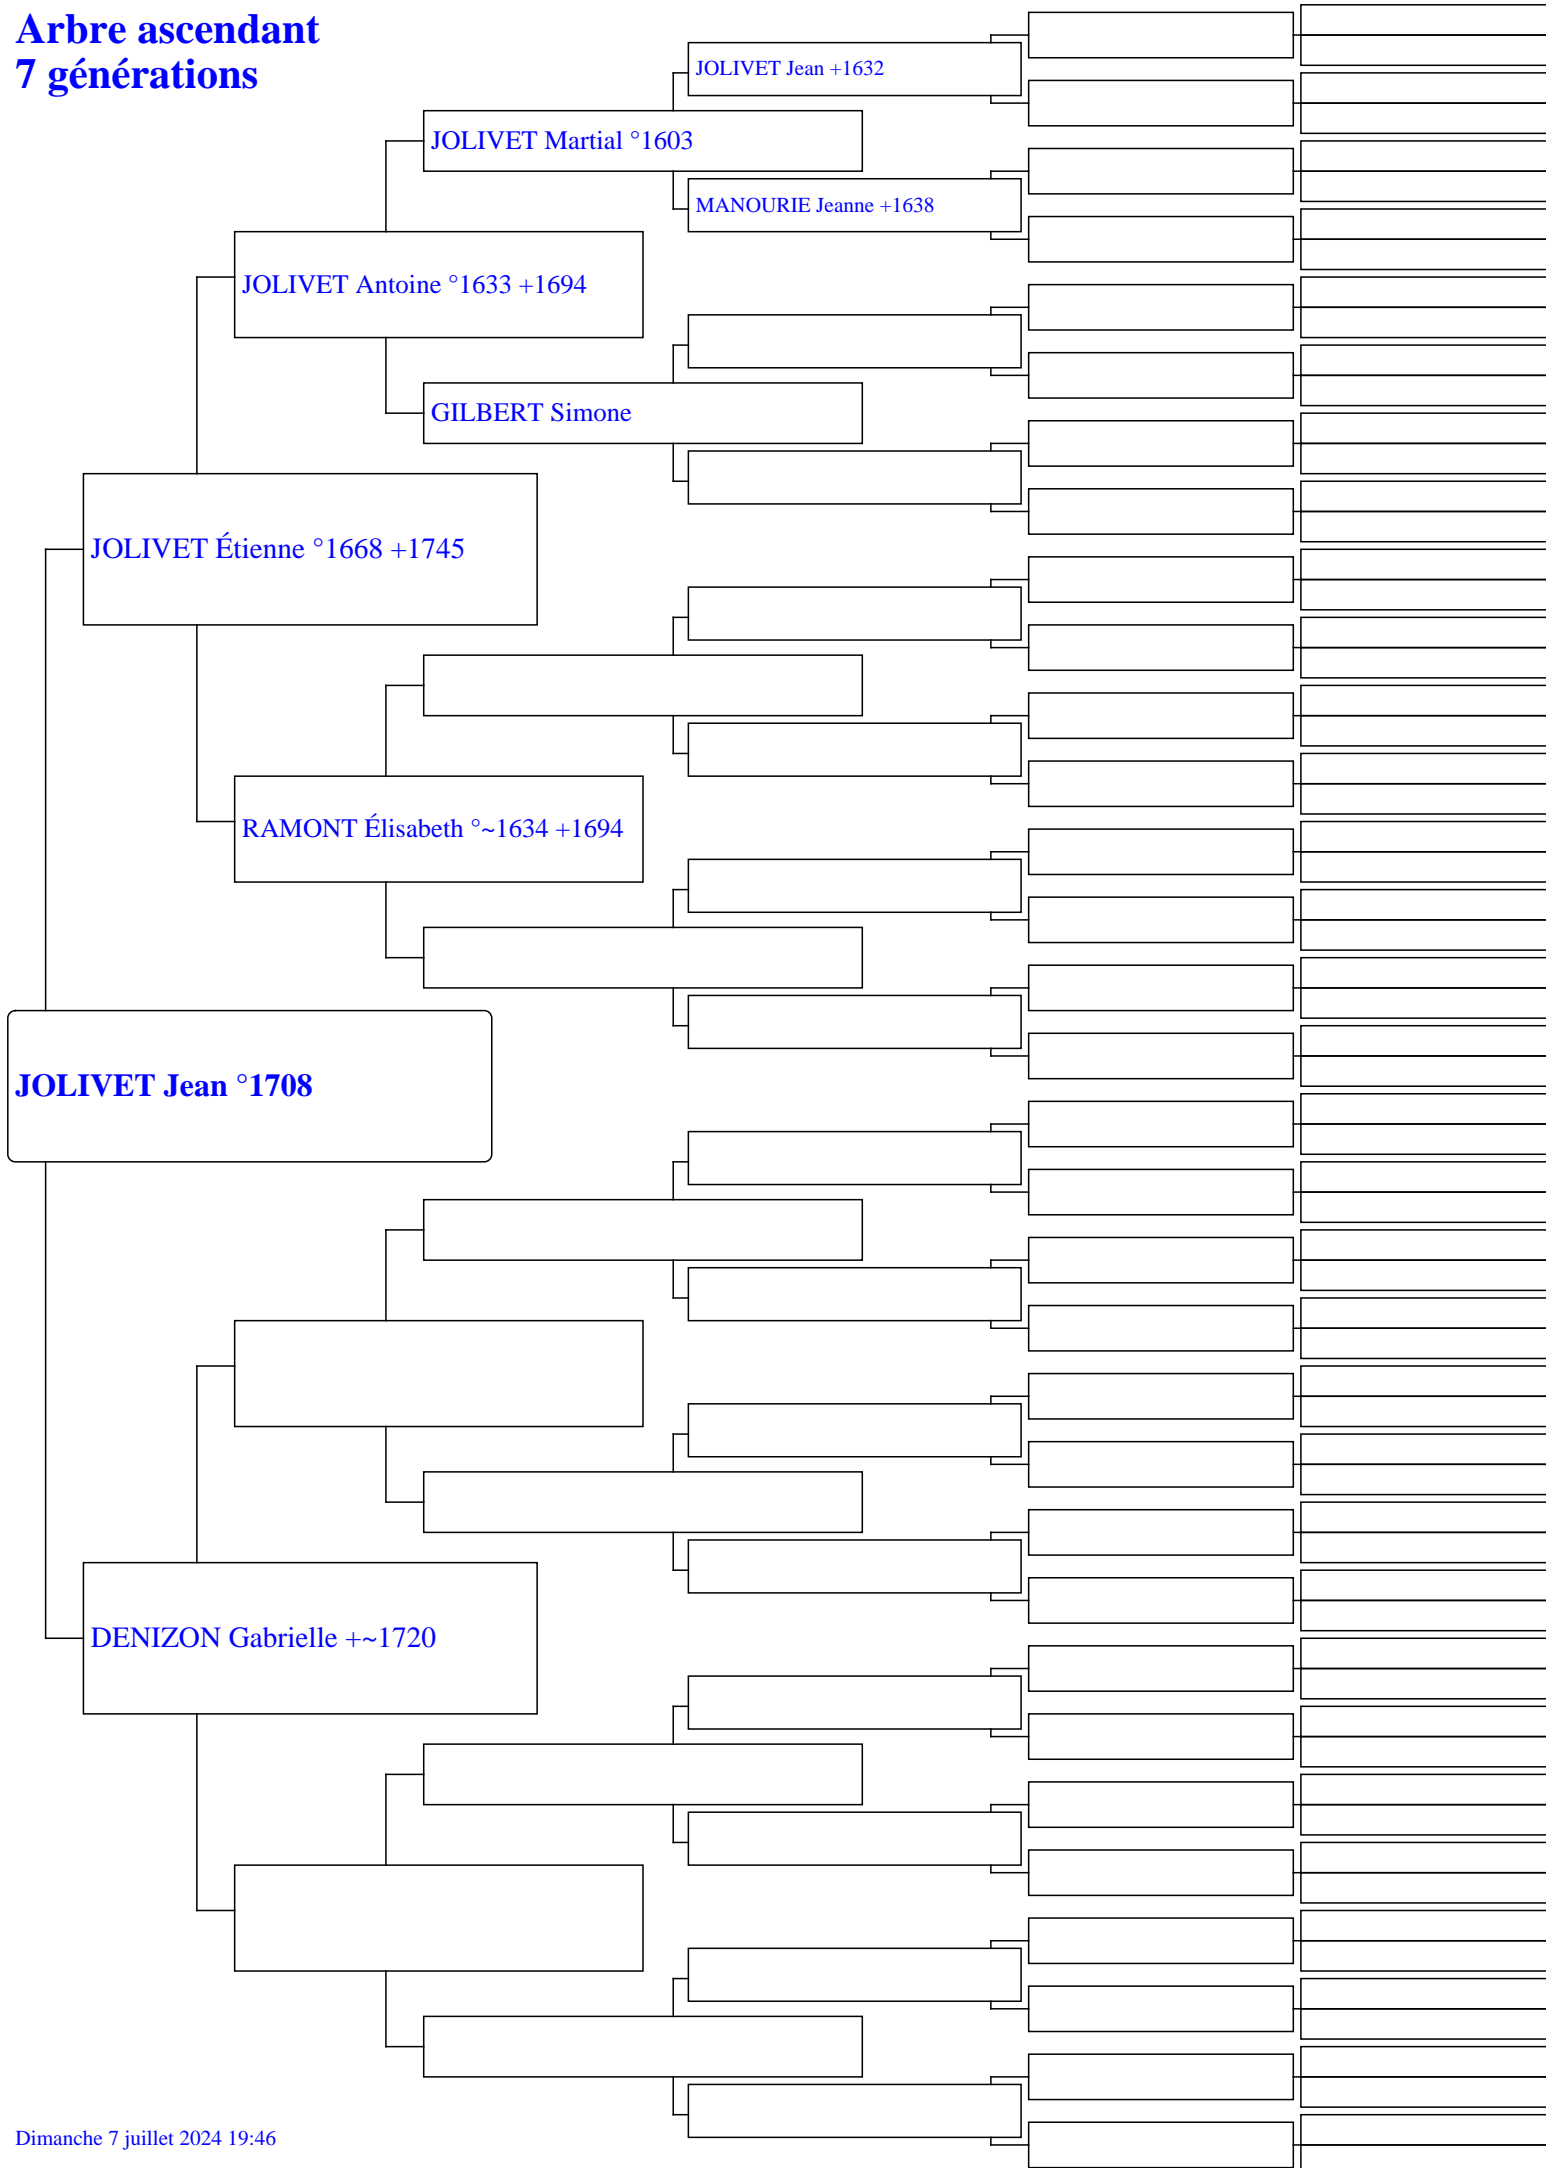 Arbre ascendant
7 générations
JOLIVET Jean +1632
JOLIVET Martial °1603
MANOURIE Jeanne +1638
JOLIVET Antoine °1633 +1694
GILBERT Simone
JOLIVET Étienne °1668 +1745
RAMONT Élisabeth °~1634 +1694
JOLIVET Jean °1708
DENIZON Gabrielle +~1720
Dimanche 7 juillet 2024 19:46